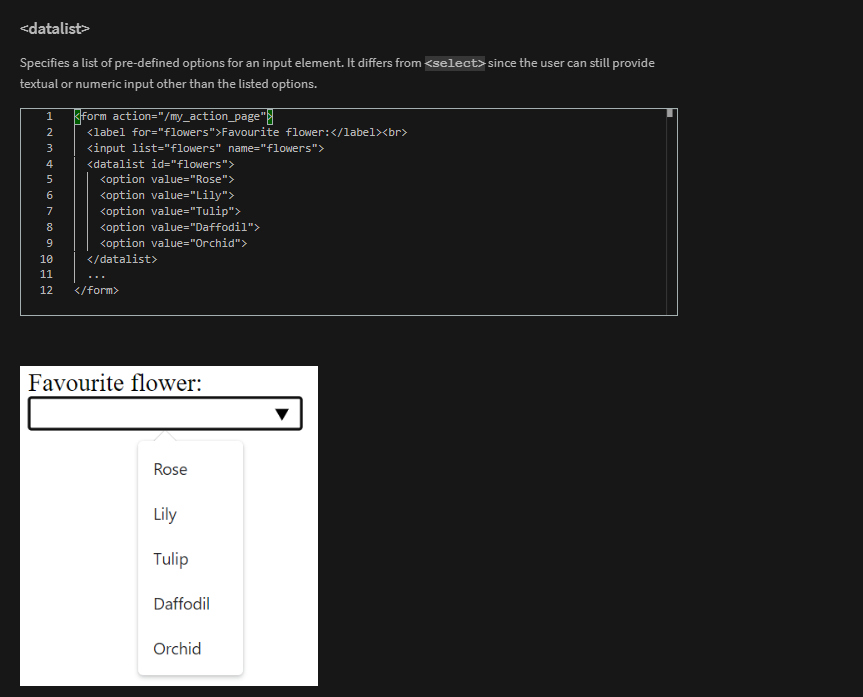 <datalist>
Specifies a list of pre-defined options for an input element. It differs from <select> since the user can still provide
textual or numeric input other than the listed options.
1 <form action="/my_action_page">
2 <label for="flowers">Favourite flower:</label><br>
3 <input list="flowers" name="flowers">
4 <datalist id="flowers">
5 <option value="Rose">
6 <option value="Lily">
7 <option value="Tulip">
8 <option value="Daffodil">
9 <option value="Orchid">
10 </datalist>
11 ...
12 </form>
Favourite flower:
Rose
Lily
Tulip
Daffodil
Orchid